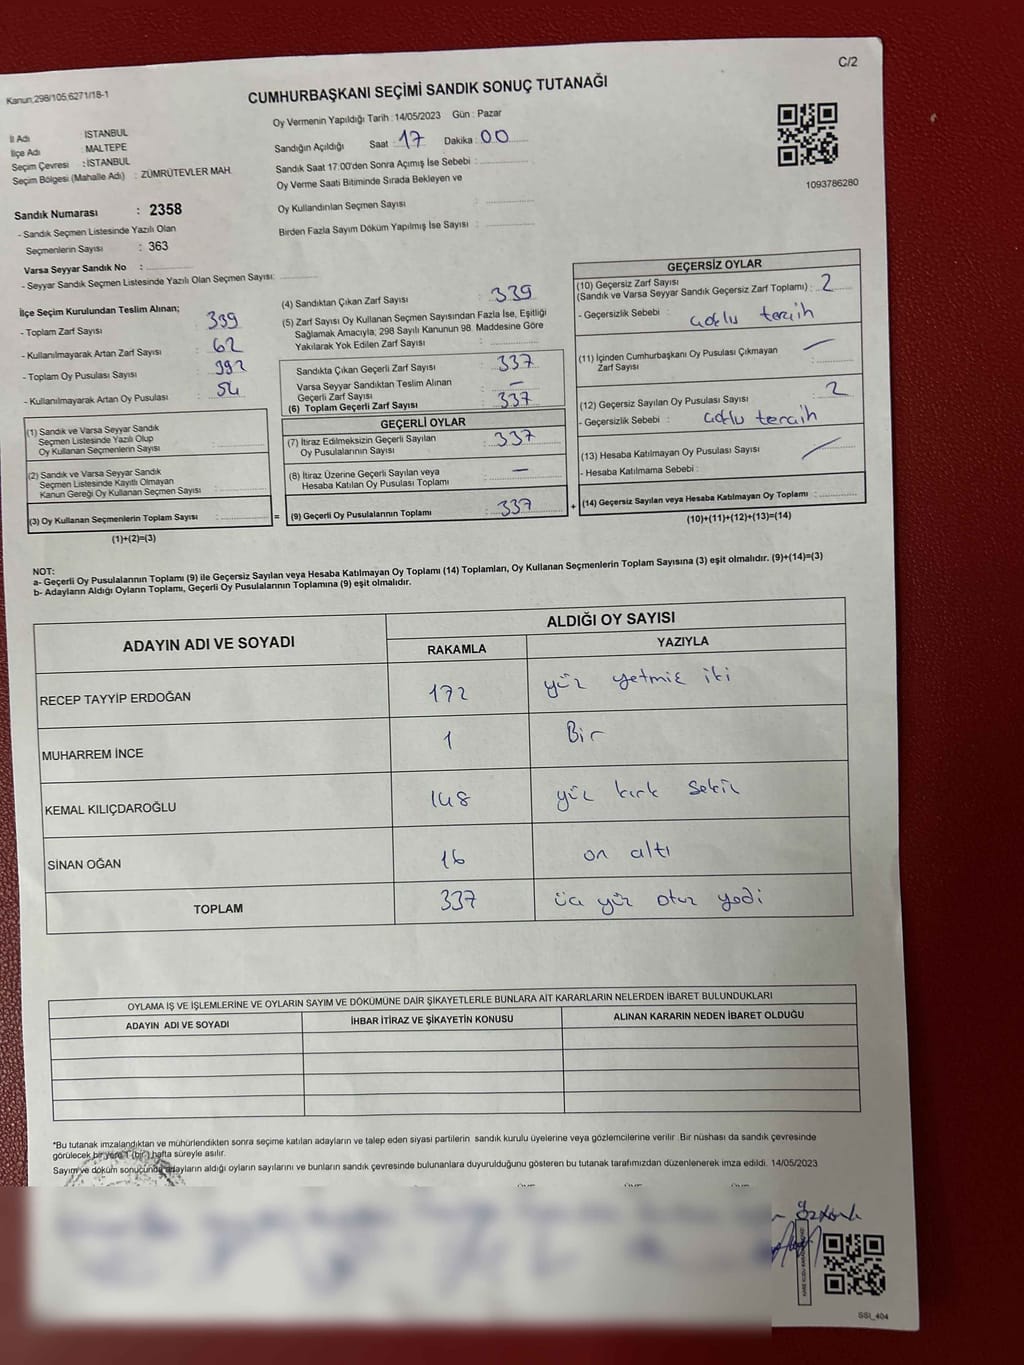 C/2
Kanun;298/105;6271/18-1
CUMHURBAŞKANI SEÇİMİ SANDIK SONUÇ TUTANAĞI
İl Adı : İSTANBUL
İlçe Adı : MALTEPE
Seçim Çevresi : İSTANBUL
Seçim Bölgesi (Mahalle Adı) : ZÜMRÜTEVLER MAH.
Oy Vermenin Yapıldığı Tarih : 14/05/2023 Gün : Pazar
Sandığın Açıldığı Saat : 17 Dakika : 00
Sandık Saat 17:00'den Sonra Açımış İse Sebebi :
Oy Verme Saati Bitiminde Sırada Bekleyen ve
Oy Kullandırılan Seçmen Sayısı :
Birden Fazla Sayım Döküm Yapılmış İse Sayısı :
1093786280
Sandık Numarası : 2358
- Sandık Seçmen Listesinde Yazılı Olan
Seçmenlerin Sayısı : 363
Varsa Seyyar Sandık No :
- Seyyar Sandık Seçmen Listesinde Yazılı Olan Seçmen Sayısı:
İlçe Seçim Kurulundan Teslim Alınan;
- Toplam Zarf Sayısı : 339
- Kullanılmayarak Artan Zarf Sayısı : 62
- Toplam Oy Pusulası Sayısı : 392
- Kullanılmayarak Artan Oy Pusulası : 54
(1) Sandık ve Varsa Seyyar Sandık
Seçmen Listesinde Yazılı Olup
Oy Kullanan Seçmenlerin Sayısı :
(2) Sandık ve Varsa Seyyar Sandık
Seçmen Listesinde Kayıtlı Olmayan
Kanun Gereği Oy Kullanan Seçmen Sayısı :
(3) Oy Kullanan Seçmenlerin Toplam Sayısı :
(1)+(2)=(3)
(4) Sandıktan Çıkan Zarf Sayısı : 339
(5) Zarf Sayısı Oy Kullanan Seçmen Sayısından Fazla İse, Eşitliği
Sağlamak Amacıyla; 298 Sayılı Kanunun 98. Maddesine Göre
Yakılarak Yok Edilen Zarf Sayısı :
Sandıkta Çıkan Geçerli Zarf Sayısı : 337
Varsa Seyyar Sandıktan Teslim Alınan
Geçerli Zarf Sayısı : –
(6) Toplam Geçerli Zarf Sayısı : 337
GEÇERLİ OYLAR
(7) İtiraz Edilmeksizin Geçerli Sayılan
Oy Pusulalarının Sayısı : 337
(8) İtiraz Üzerine Geçerli Sayılan veya
Hesaba Katılan Oy Pusulası Toplamı : –
= (9) Geçerli Oy Pusulalarının Toplamı : 337 +
GEÇERSİZ OYLAR
(10) Geçersiz Zarf Sayısı
(Sandık ve Varsa Seyyar Sandık Geçersiz Zarf Toplamı) : 2
- Geçersizlik Sebebi : çoklu tercih
(11) İçinden Cumhurbaşkanı Oy Pusulası Çıkmayan
Zarf Sayısı :
(12) Geçersiz Sayılan Oy Pusulası Sayısı : 2
- Geçersizlik Sebebi : çoklu tercih
(13) Hesaba Katılmayan Oy Pusulası Sayısı :
- Hesaba Katılmama Sebebi :
(14) Geçersiz Sayılan veya Hesaba Katılmayan Oy Toplamı :
(10)+(11)+(12)+(13)=(14)
NOT:
a- Geçerli Oy Pusulalarının Toplamı (9) ile Geçersiz Sayılan veya Hesaba Katılmayan Oy Toplamı (14) Toplamları, Oy Kullanan Seçmenlerin Toplam Sayısına (3) eşit olmalıdır. (9)+(14)=(3)
b- Adayların Aldığı Oyların Toplamı, Geçerli Oy Pusulalarının Toplamına (9) eşit olmalıdır.
ADAYIN ADI VE SOYADI ALDIĞI OY SAYISI
RAKAMLA YAZIYLA
RECEP TAYYİP ERDOĞAN 172 yüz yetmiş iki
MUHARREM İNCE 1 Bir
KEMAL KILIÇDAROĞLU 148 yüz kırk sekiz
SİNAN OĞAN 16 on altı
TOPLAM 337 üç yüz otuz yedi
OYLAMA İŞ VE İŞLEMLERİNE VE OYLARIN SAYIM VE DÖKÜMÜNE DAİR ŞİKAYETLERLE BUNLARA AİT KARARLARIN NELERDEN İBARET BULUNDUKLARI
ADAYIN ADI VE SOYADI İHBAR İTİRAZ VE ŞİKAYETİN KONUSU ALINAN KARARIN NEDEN İBARET OLDUĞU
*Bu tutanak imzalandıktan ve mühürlendikten sonra seçime katılan adayların ve talep eden siyasi partilerin sandık kurulu üyelerine veya gözlemcilerine verilir .Bir nüshası da sandık çevresinde
görülecek bir yere 1 (bir ) hafta süreyle asılır.
Sayım ve döküm sonucunda adayların aldığı oyların sayılarını ve bunların sandık çevresinde bulunanlara duyurulduğunu gösteren bu tutanak tarafımızdan düzenlenerek imza edildi. 14/05/2023
SSI_404